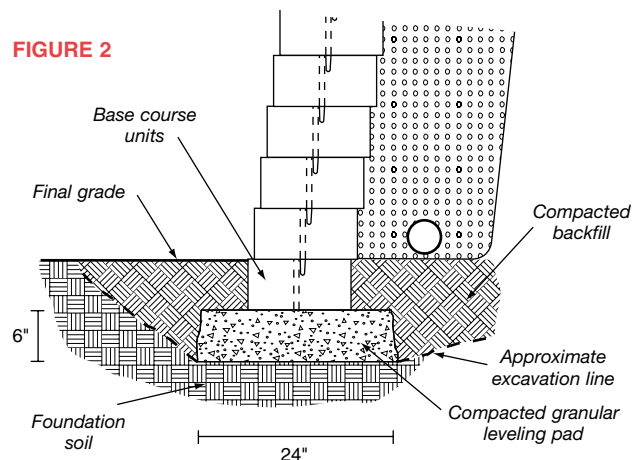 FIGURE 2
Base course
units
Final grade
Compacted
backfill
6"
Approximate
excavation line
Foundation
soil
Compacted granular
leveling pad
24"